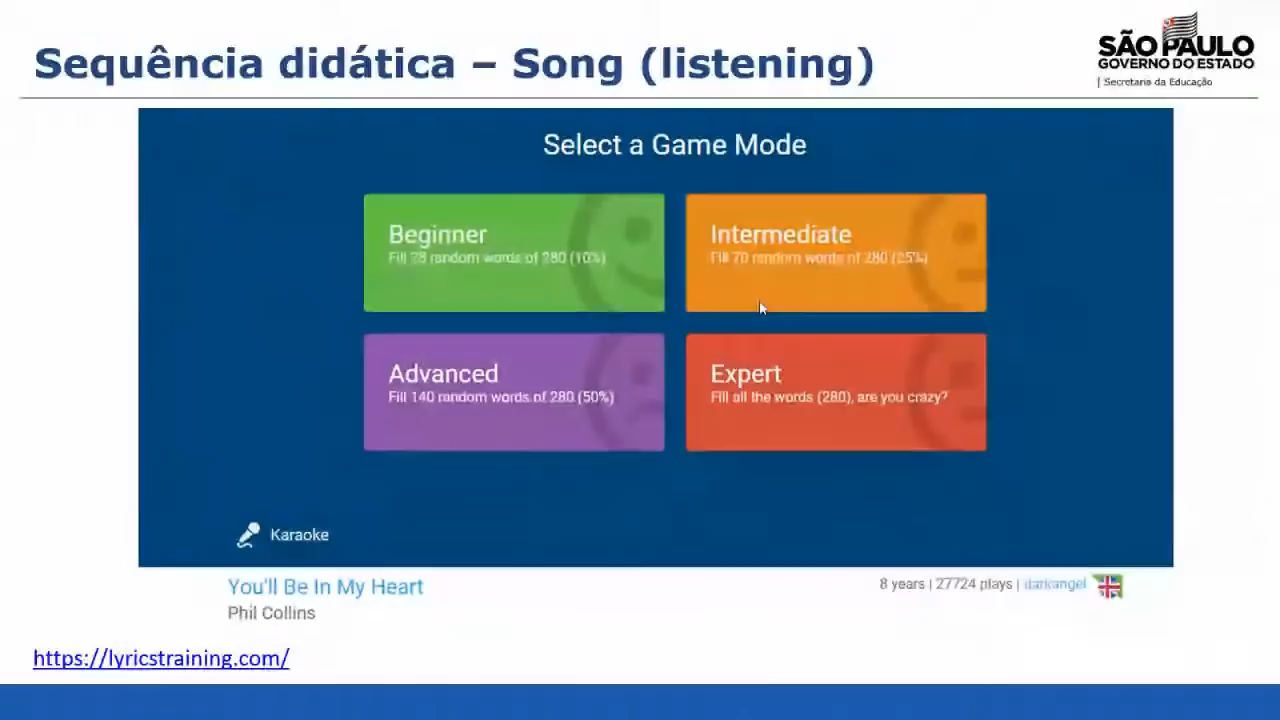 Sequência didática – Song (listening)
SÃO PAULO
GOVERNO DO ESTADO
| Secretaria da Educação
Select a Game Mode
Beginner
Fill 28 random words of 280 (10%)
Intermediate
Fill 70 random words of 280 (25%)
Advanced
Fill 140 random words of 280 (50%)
Expert
Fill all the words (280), are you crazy?
Karaoke
You'll Be In My Heart
8 years | 27724 plays | darkangel
Phil Collins
https://lyricstraining.com/